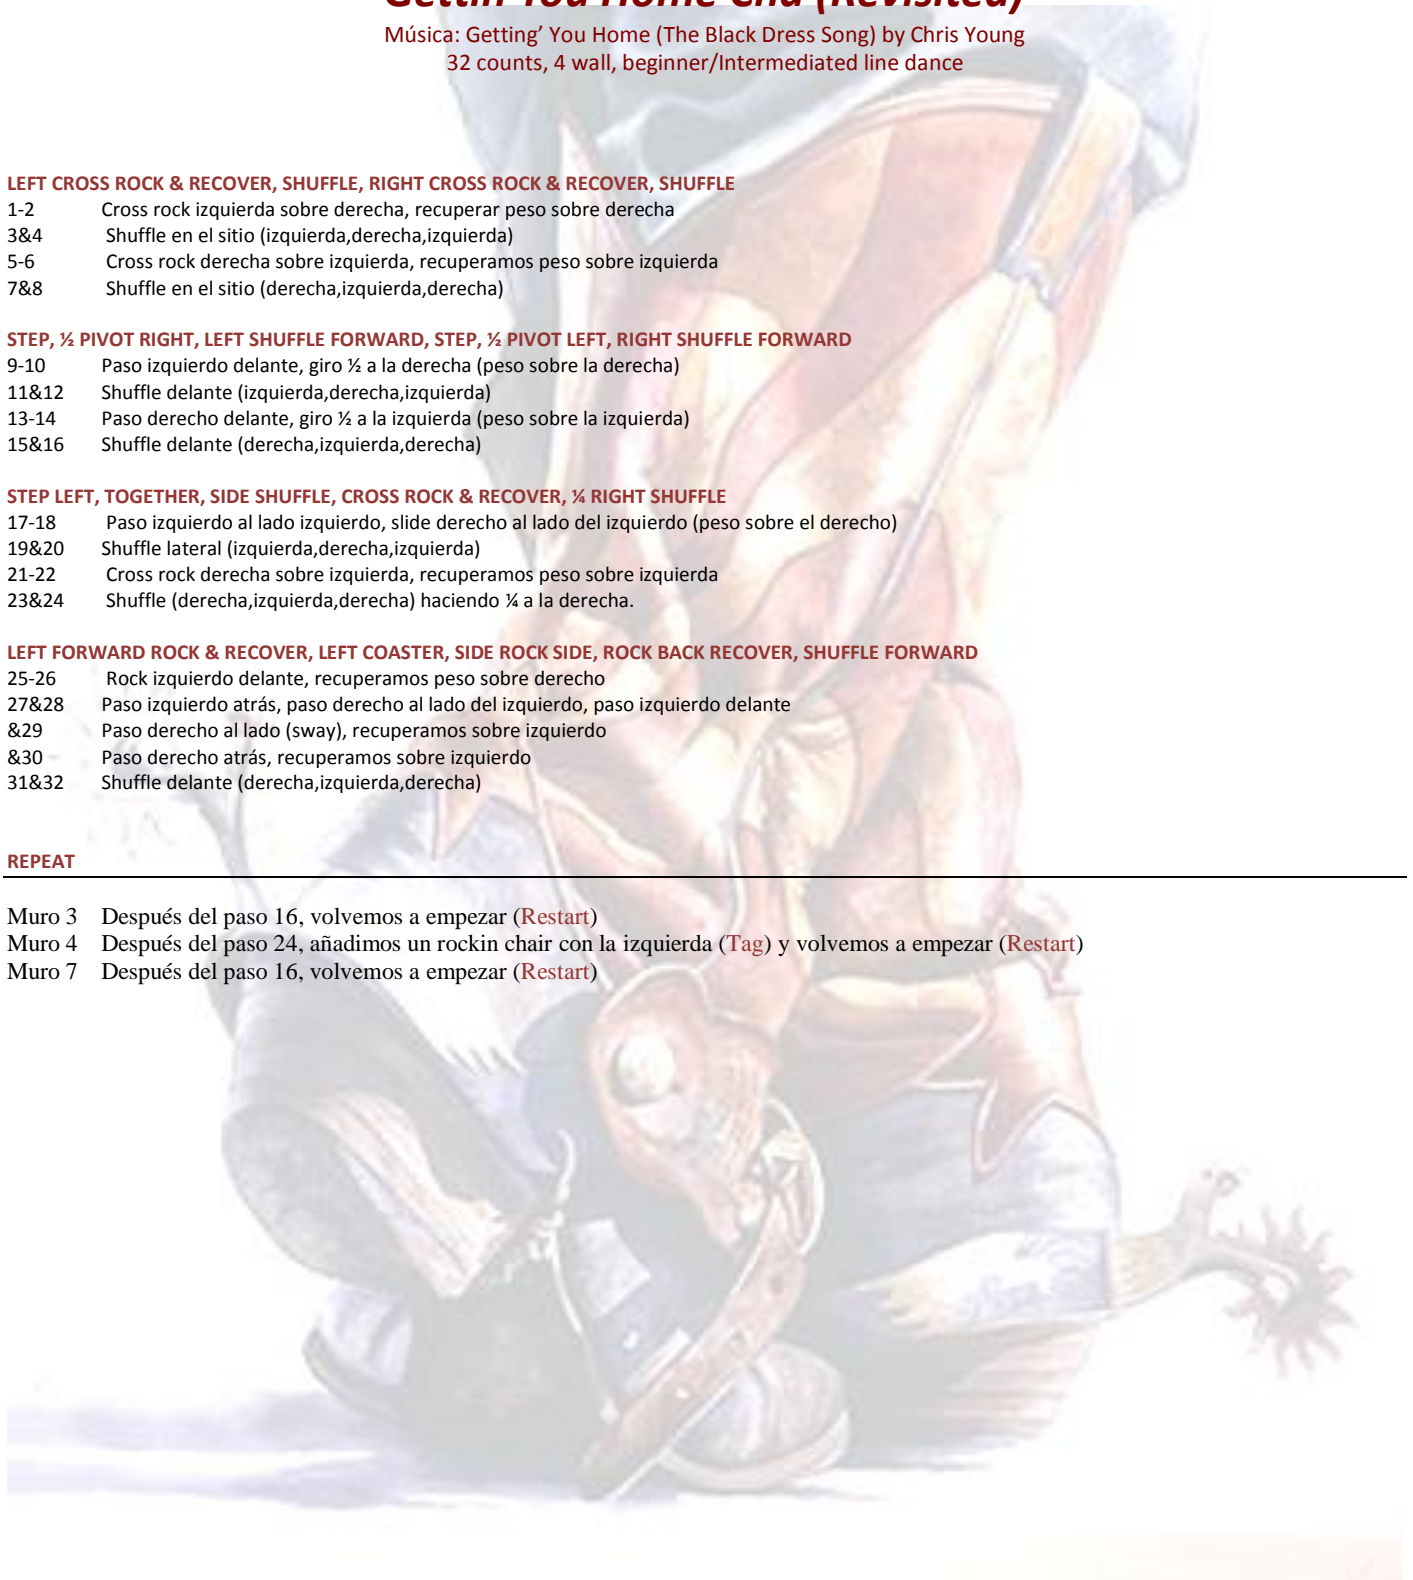 Gettin You Home Cha (Revisited)
Música: Getting’ You Home (The Black Dress Song) by Chris Young
32 counts, 4 wall, beginner/Intermediated line dance
LEFT CROSS ROCK & RECOVER, SHUFFLE, RIGHT CROSS ROCK & RECOVER, SHUFFLE
1-2 Cross rock izquierda sobre derecha, recuperar peso sobre derecha
3&4 Shuffle en el sitio (izquierda,derecha,izquierda)
5-6 Cross rock derecha sobre izquierda, recuperamos peso sobre izquierda
7&8 Shuffle en el sitio (derecha,izquierda,derecha)
STEP, ½ PIVOT RIGHT, LEFT SHUFFLE FORWARD, STEP, ½ PIVOT LEFT, RIGHT SHUFFLE FORWARD
9-10 Paso izquierdo delante, giro ½ a la derecha (peso sobre la derecha)
11&12 Shuffle delante (izquierda,derecha,izquierda)
13-14 Paso derecho delante, giro ½ a la izquierda (peso sobre la izquierda)
15&16 Shuffle delante (derecha,izquierda,derecha)
STEP LEFT, TOGETHER, SIDE SHUFFLE, CROSS ROCK & RECOVER, ¼ RIGHT SHUFFLE
17-18 Paso izquierdo al lado izquierdo, slide derecho al lado del izquierdo (peso sobre el derecho)
19&20 Shuffle lateral (izquierda,derecha,izquierda)
21-22 Cross rock derecha sobre izquierda, recuperamos peso sobre izquierda
23&24 Shuffle (derecha,izquierda,derecha) haciendo ¼ a la derecha.
LEFT FORWARD ROCK & RECOVER, LEFT COASTER, SIDE ROCK SIDE, ROCK BACK RECOVER, SHUFFLE FORWARD
25-26 Rock izquierdo delante, recuperamos peso sobre derecho
27&28 Paso izquierdo atrás, paso derecho al lado del izquierdo, paso izquierdo delante
&29 Paso derecho al lado (sway), recuperamos sobre izquierdo
&30 Paso derecho atrás, recuperamos sobre izquierdo
31&32 Shuffle delante (derecha,izquierda,derecha)
REPEAT
Muro 3 Después del paso 16, volvemos a empezar (Restart)
Muro 4 Después del paso 24, añadimos un rockin chair con la izquierda (Tag) y volvemos a empezar (Restart)
Muro 7 Después del paso 16, volvemos a empezar (Restart)